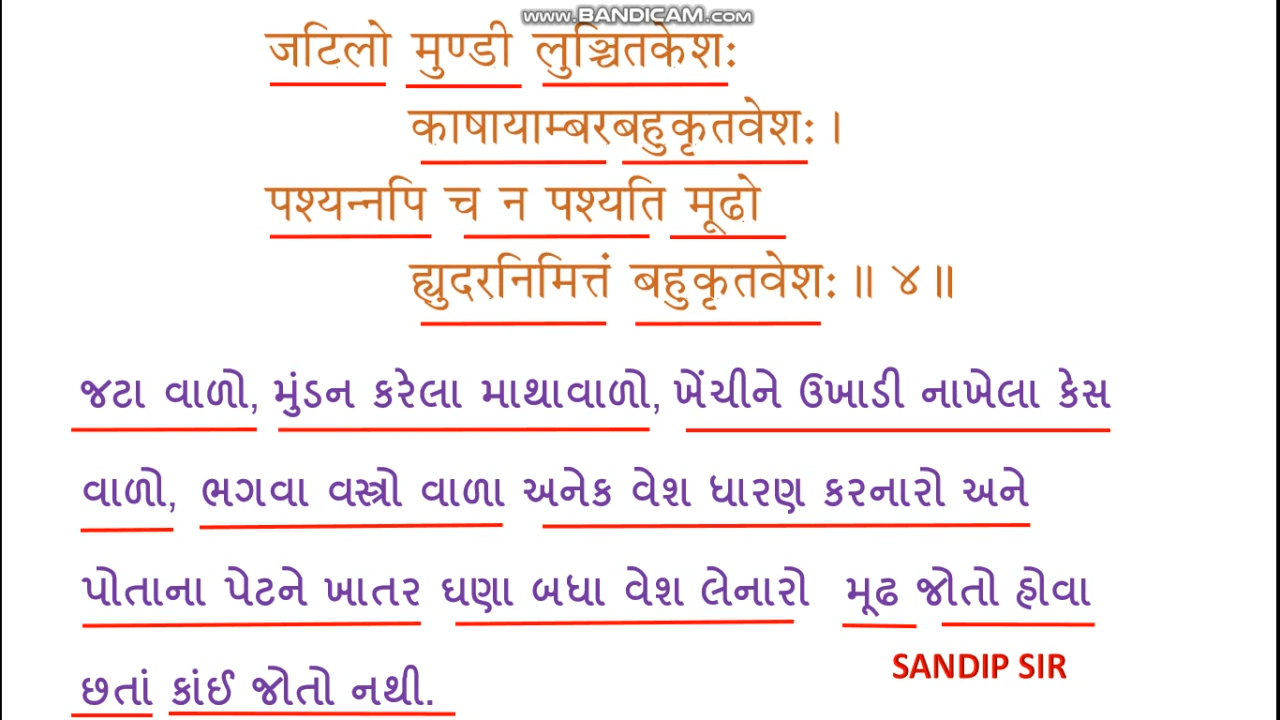 www.BANDICAM.com
जटिलो मुण्डी लुञ्चितकेशः
काषायाम्बरबहुकृतवेशः ।
पश्यन्नपि च न पश्यति मूढो
ह्युदरनिमित्तं बहुकृतवेशः ॥ ४ ॥
જટા વાળો, મુંડન કરેલા માથાવાળો, ખેંચીને ઉખાડી નાખેલા કેસ
વાળો, ભગવા વસ્ત્રો વાળા અનેક વેશ ધારણ કરનારો અને
પોતાના પેટને ખાતર ઘણા બધા વેશ લેનારો મૂઢ જોતો હોવા
છતાં કાંઈ જોતો નથી.
SANDIP SIR